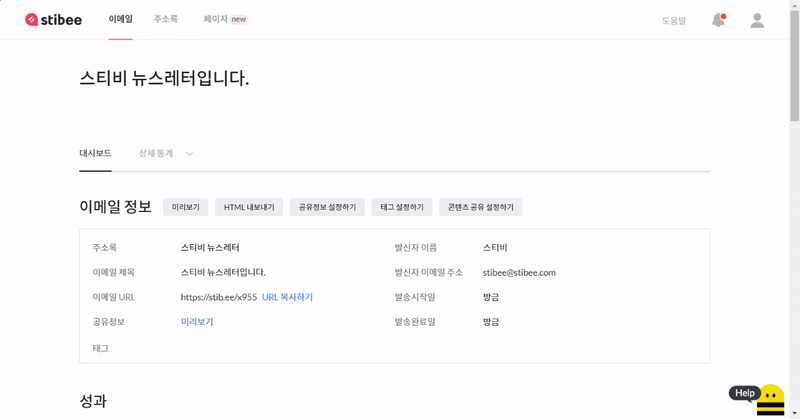 stibee 이메일 주소록 페이지 new 도움말
스티비 뉴스레터입니다.
대시보드 상세 통계
이메일 정보 미리보기 HTML 내보내기 공유정보 설정하기 태그 설정하기 콘텐츠 공유 설정하기
주소록 스티비 뉴스레터 발신자 이름 스티비
이메일 제목 스티비 뉴스레터입니다. 발신자 이메일 주소 stibee@stibee.com
이메일 URL https://stib.ee/x955 URL 복사하기 발송시작일 방금
공유정보 미리보기 발송완료일 방금
태그
성과
Help